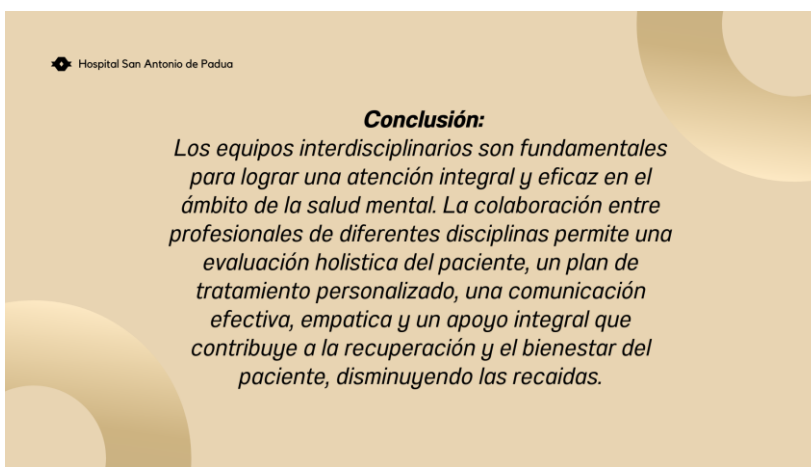 Hospital San Antonio de Padua
Conclusión:
Los equipos interdisciplinarios son fundamentales
para lograr una atención integral y eficaz en el
ámbito de la salud mental. La colaboración entre
profesionales de diferentes disciplinas permite una
evaluación holistica del paciente, un plan de
tratamiento personalizado, una comunicación
efectiva, empatica y un apoyo integral que
contribuye a la recuperación y el bienestar del
paciente, disminuyendo las recaidas.